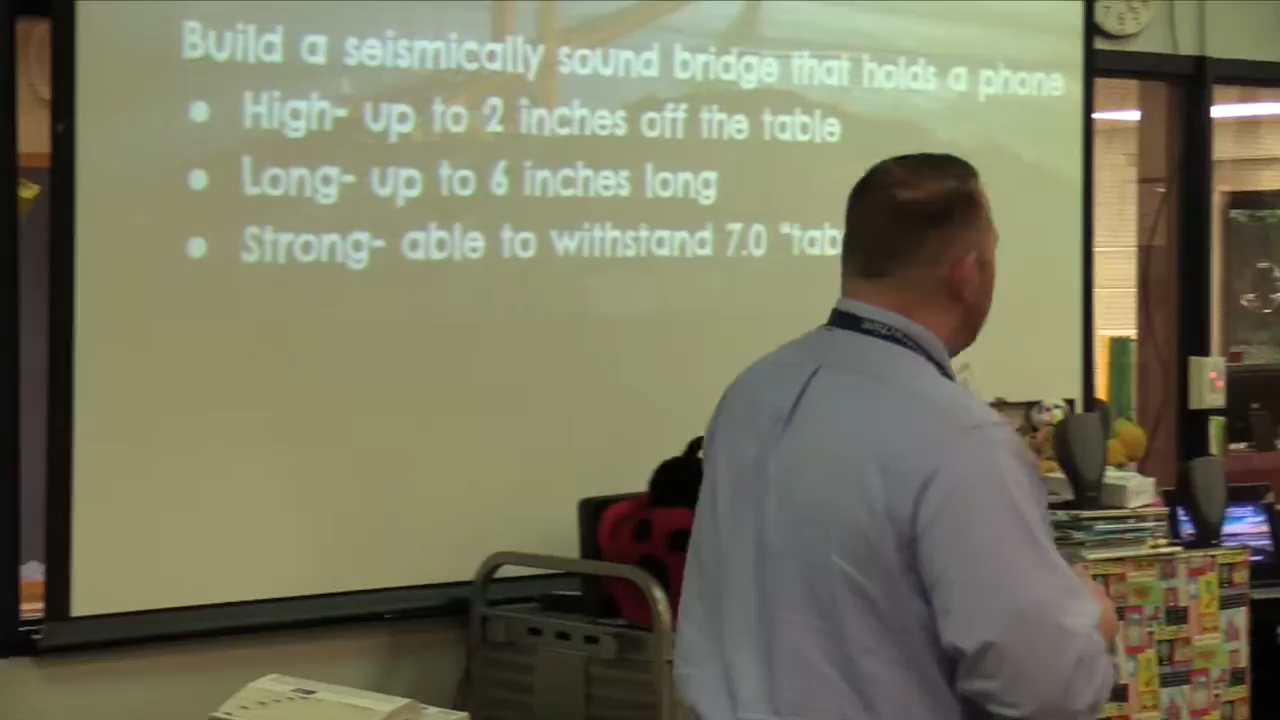 Build a seismically sound bridge that holds a phone
• High- up to 2 inches off the table
• Long- up to 6 inches long
• Strong- able to withstand 7.0 "tab